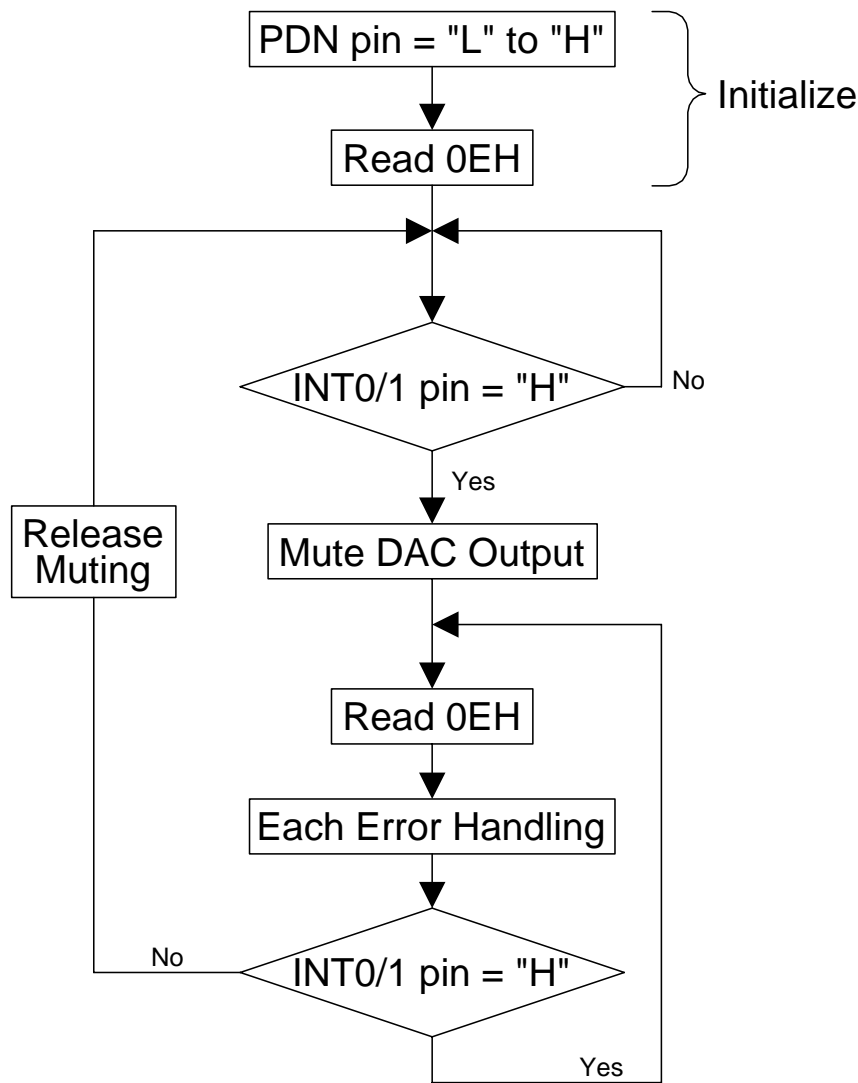 PDN pin = "L" to "H"
Initialize
Read 0EH
INT0/1 pin = "H"
No
Yes
Release
Muting
Mute DAC Output
Read 0EH
Each Error Handling
No
INT0/1 pin = "H"
Yes